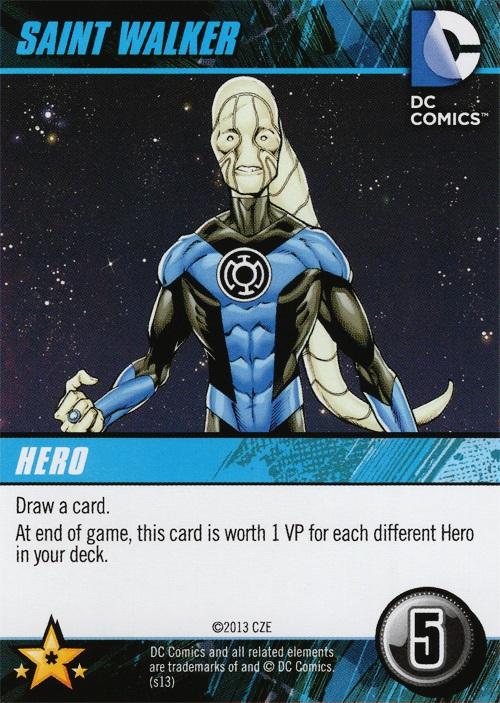 SAINT WALKER
DC
COMICS™
HERO
Draw a card.
At end of game, this card is worth 1 VP for each different Hero
in your deck.
©2013 CZE
*
DC Comics and all related elements
are trademarks of and © DC Comics.
(s13)
5